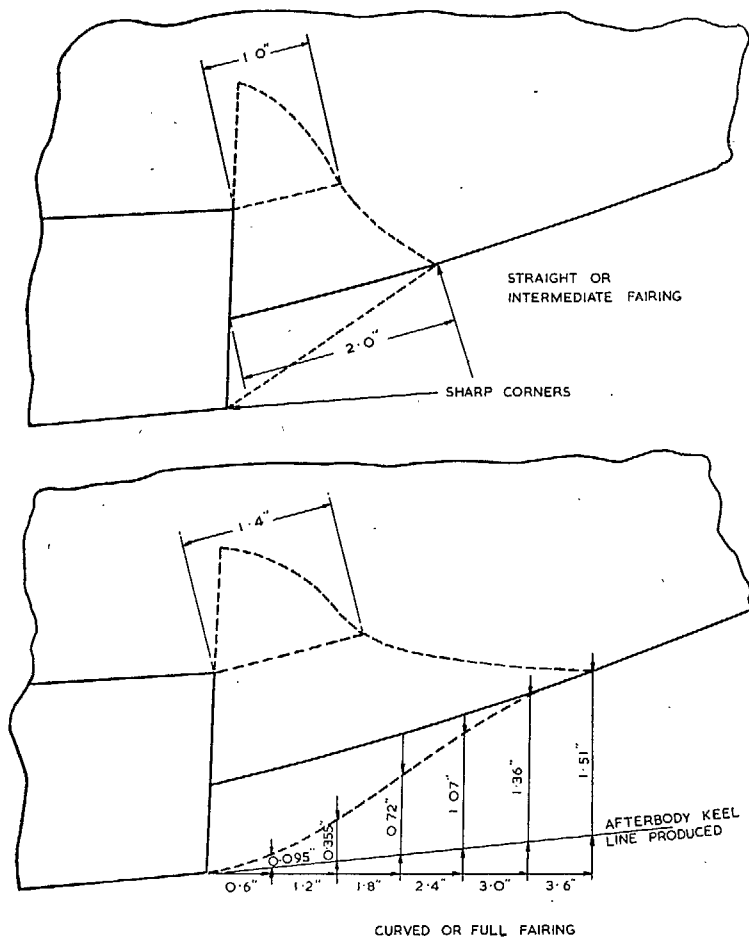 1·0"
STRAIGHT OR
INTERMEDIATE FAIRING
2·0"
SHARP CORNERS
1·4"
0·095"
0·355"
0·72"
1·07"
1·36"
1·51"
AFTERBODY KEEL
LINE PRODUCED
0·6" 1·2" 1·8" 2·4" 3·0" 3·6"
CURVED OR FULL FAIRING